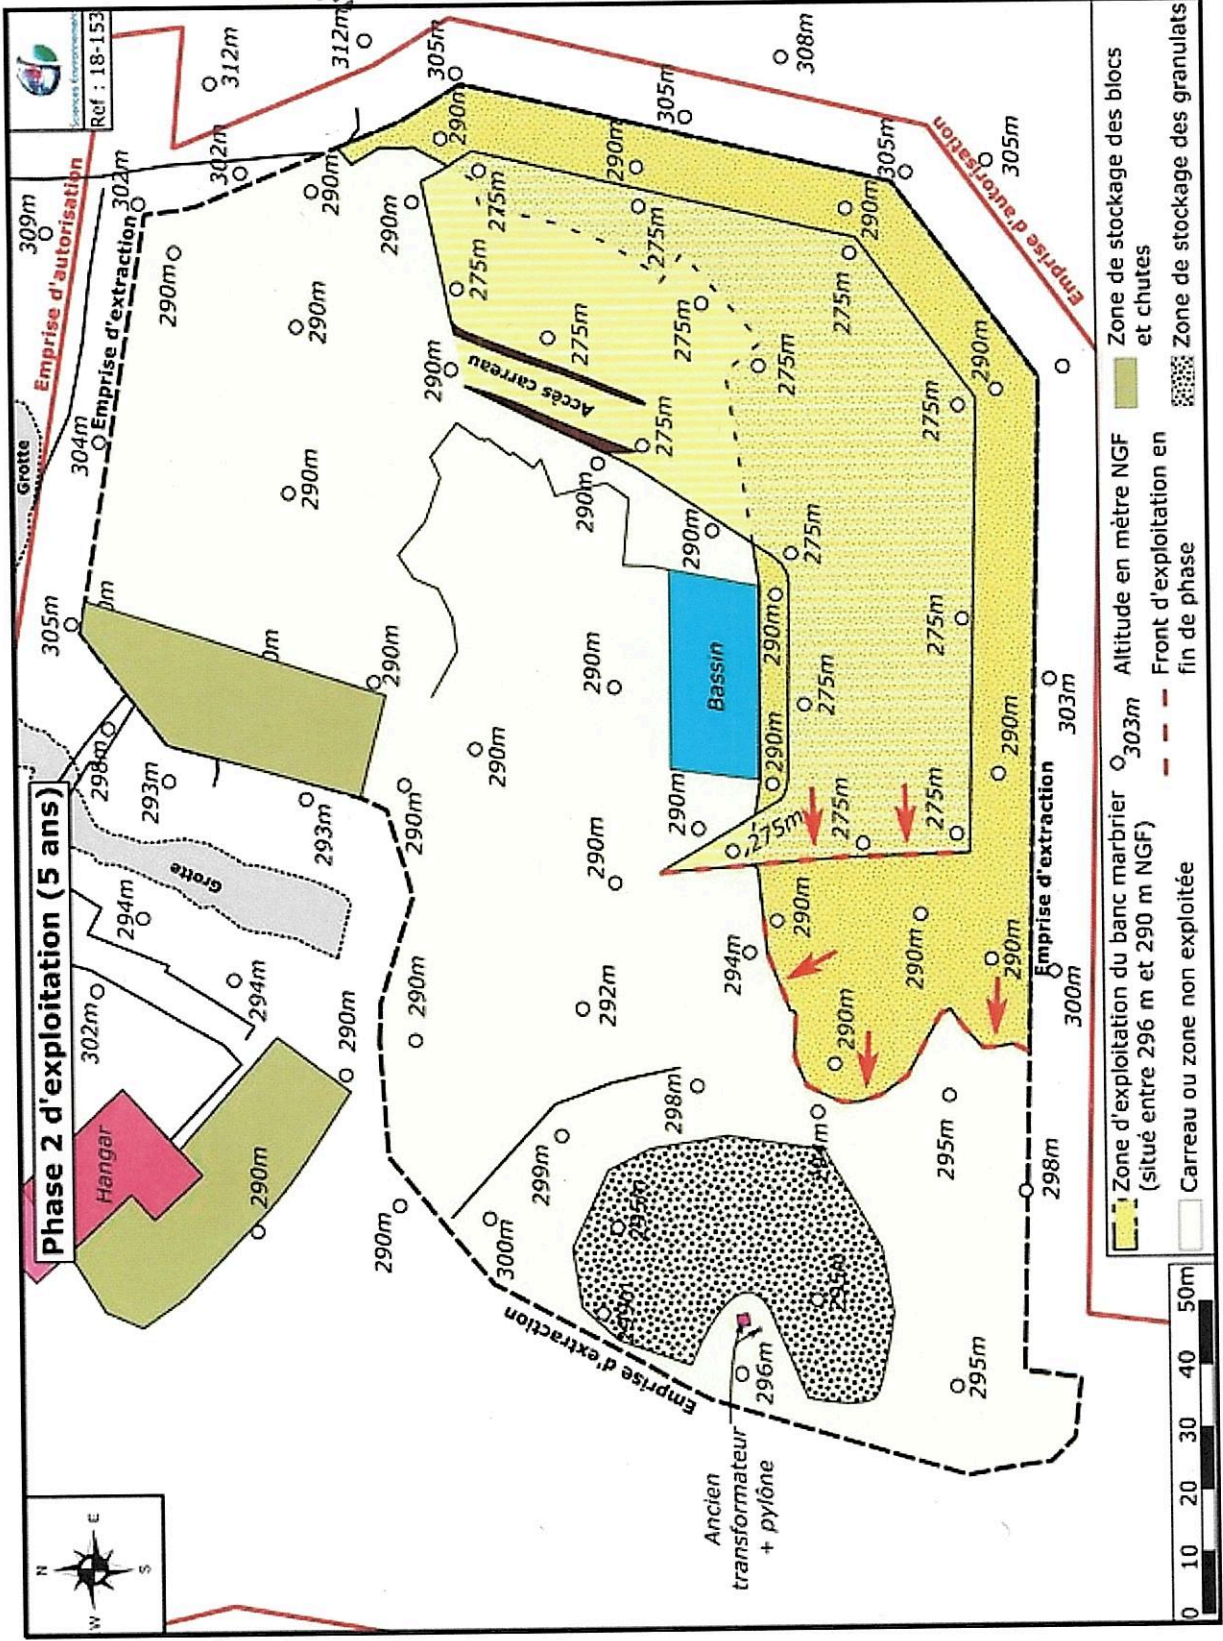 Phase 2 d'exploitation (5 ans)
Sciences Environnement
Réf : 18-153
N
W
E
S
Hangar
302m
294m
294m
290m
290m
290m
Grotte
298m
293m
293m
305m
Grotte
304m
309m
Emprise d'autorisation
Emprise d'extraction
302m
302m
312m
312m
305m
290m
290m
290m
290m
290m
290m
290m
290m
290m
290m
Accès carreau
275m
275m
275m
275m
275m
275m
275m
290m
305m
308m
290m
290m
290m
290m
290m
290m
Bassin
290m
290m
290m
292m
299m
300m
298m
Emprise d'extraction
296m
Ancien
transformateur
+ pylône
294m
290m
290m
290m
275m
275m
275m
275m
275m
275m
275m
275m
290m
290m
290m
290m
305m
305m
Emprise d'autorisation
295m
295m
298m
300m
303m
Emprise d'extraction
0 10 20 30 40 50m
Zone d'exploitation du banc marbrier
(situé entre 296 m et 290 m NGF)
Carreau ou zone non exploitée
303m
Altitude en mètre NGF
Front d'exploitation en
fin de phase
Zone de stockage des blocs
et chutes
Zone de stockage des granulats